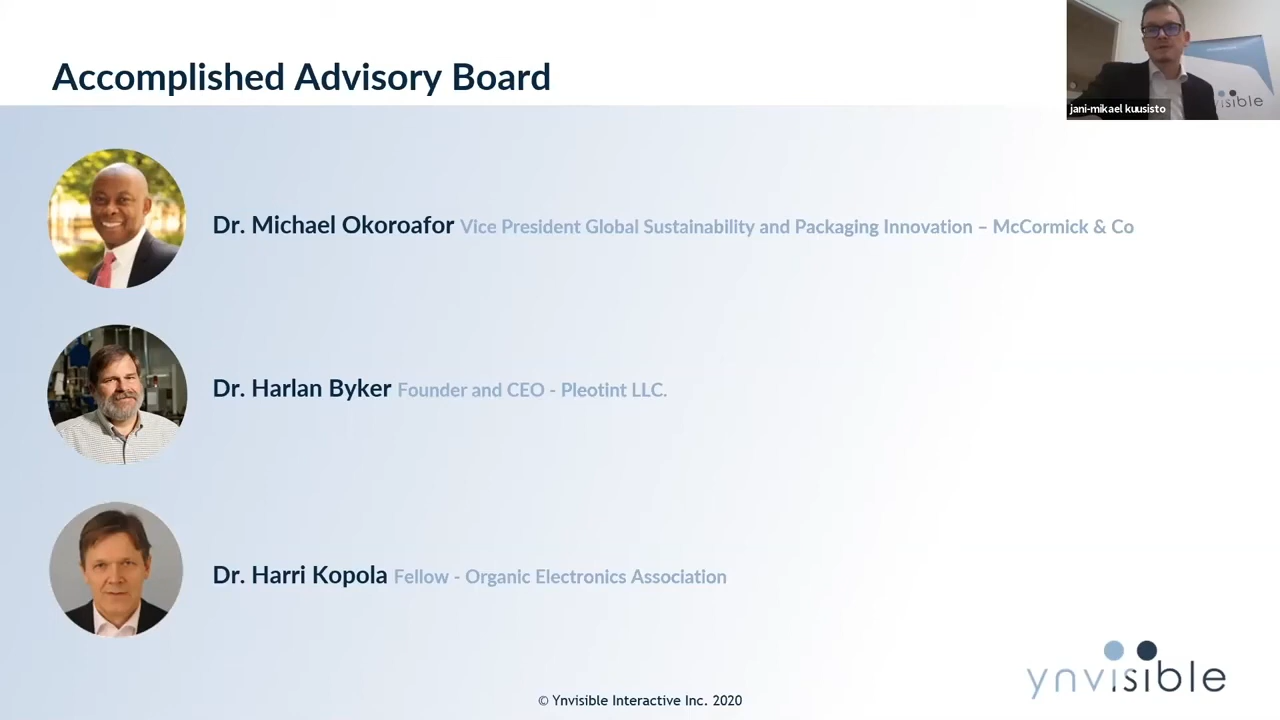 Accomplished Advisory Board
jani-mikael kuusisto
isible
Dr. Michael Okoroafor Vice President Global Sustainability and Packaging Innovation – McCormick & Co
Dr. Harlan Byker Founder and CEO - Pleotint LLC.
Dr. Harri Kopola Fellow - Organic Electronics Association
ynvisible
© Ynvisible Interactive Inc. 2020